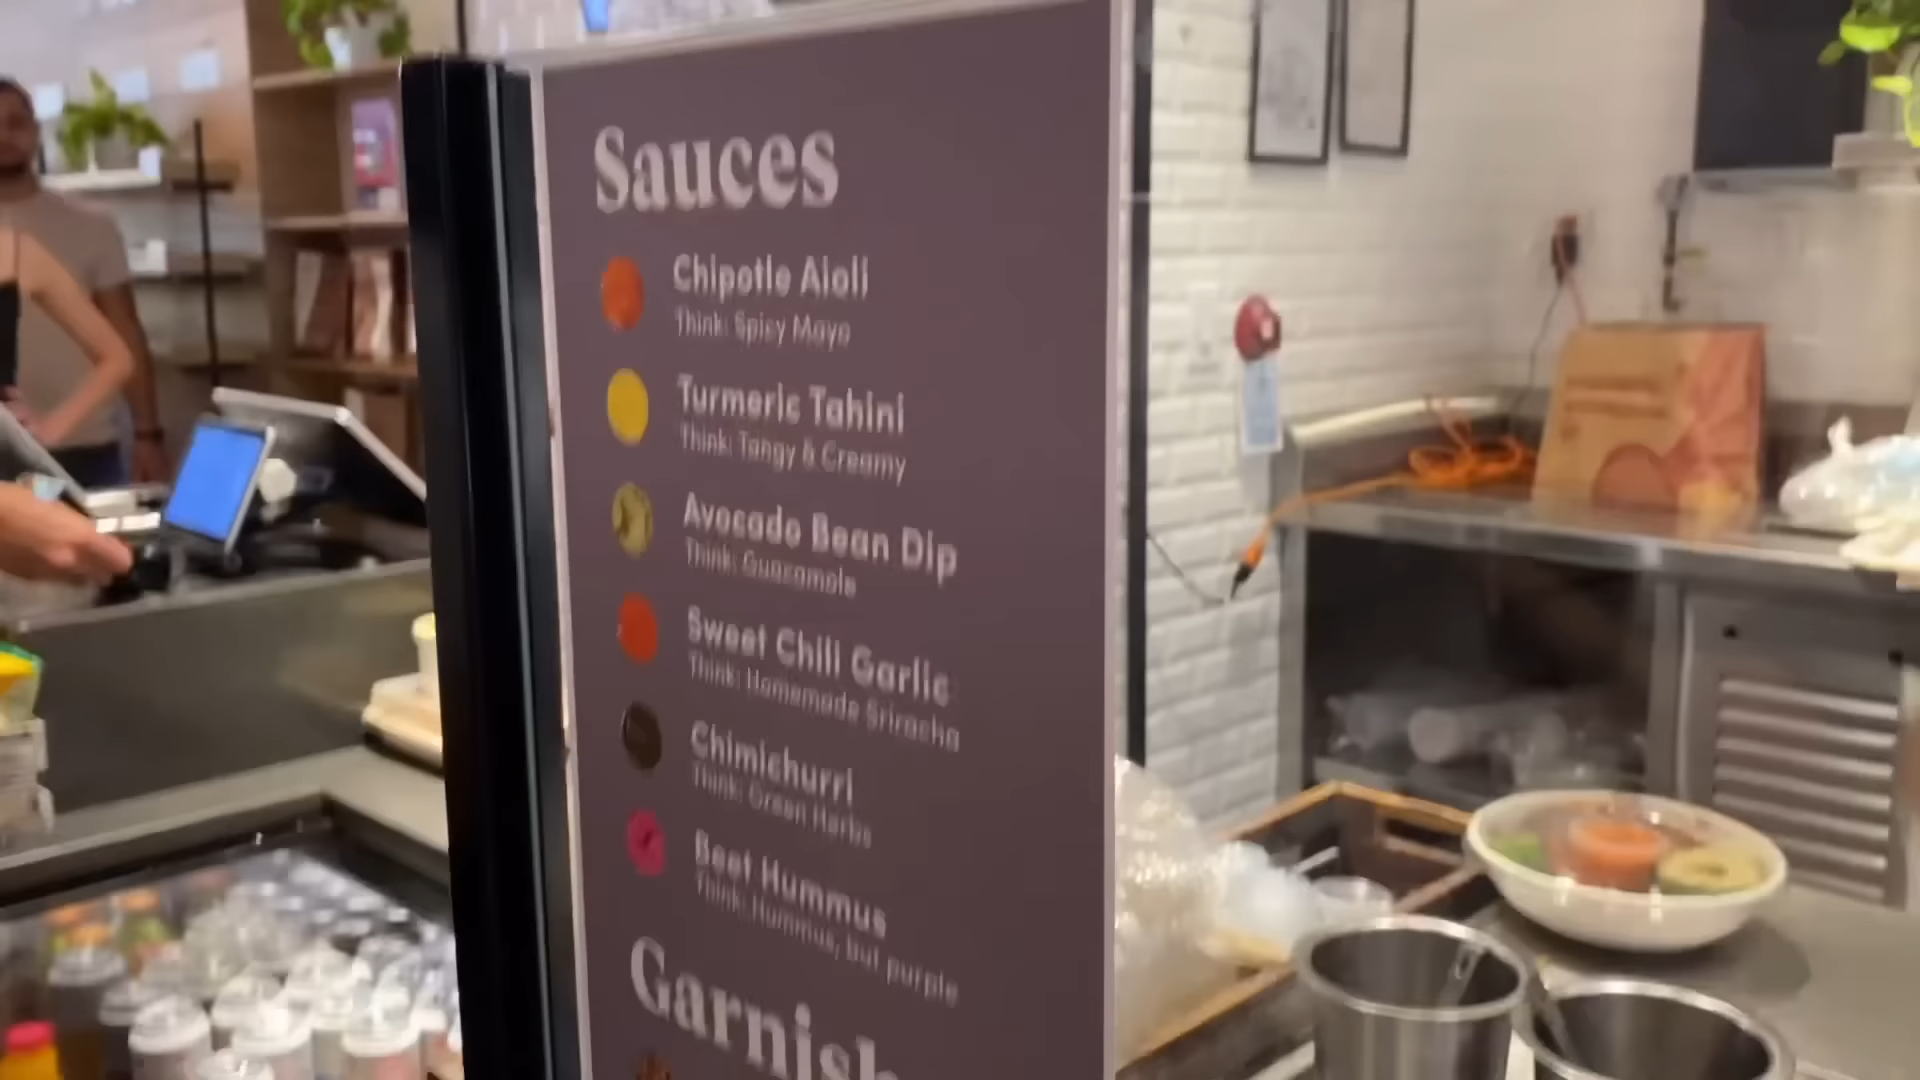 Sauces
Chipotle Aioli
Think: Spicy Mayo
Turmeric Tahini
Think: Tangy & Creamy
Avocado Bean Dip
Think: Guacamole
Sweet Chili Garlic
Think: Homemade Sriracha
Chimichurri
Think: Green Herbs
Beet Hummus
Think: Hummus, but purple
Garnish